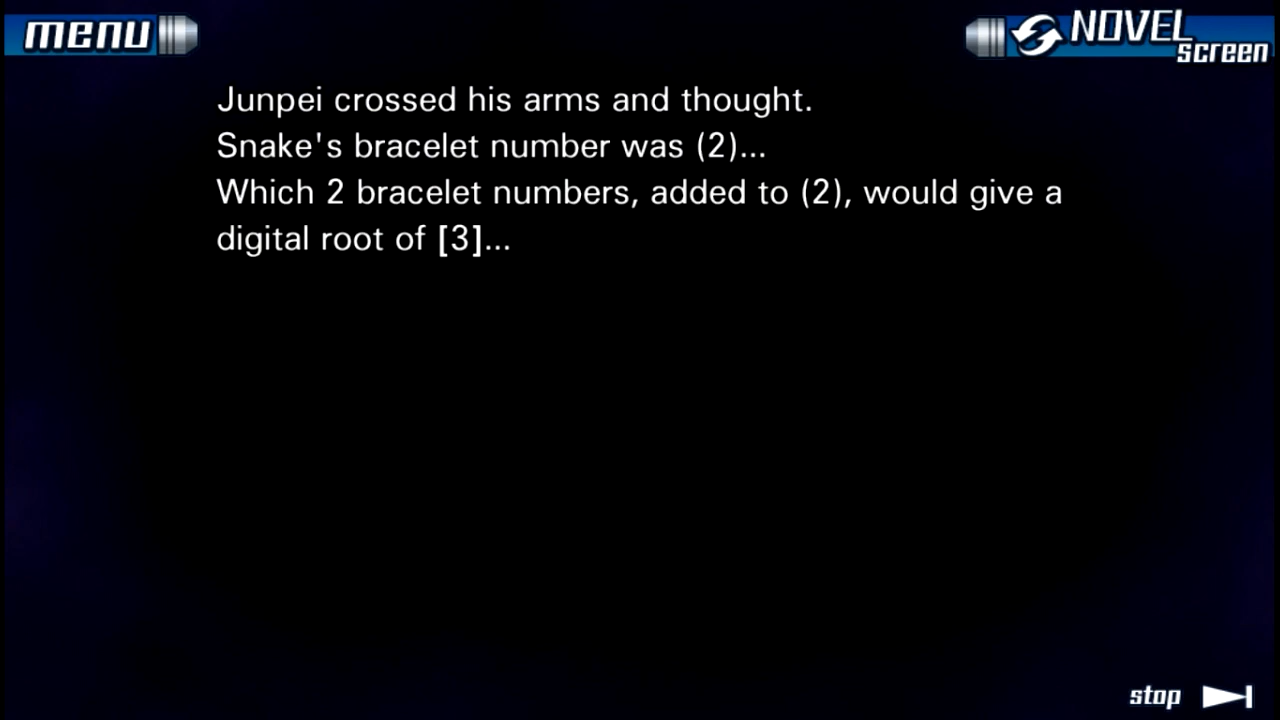 menu
NOVEL
screen
Junpei crossed his arms and thought.
Snake's bracelet number was (2)...
Which 2 bracelet numbers, added to (2), would give a
digital root of [3]...
stop